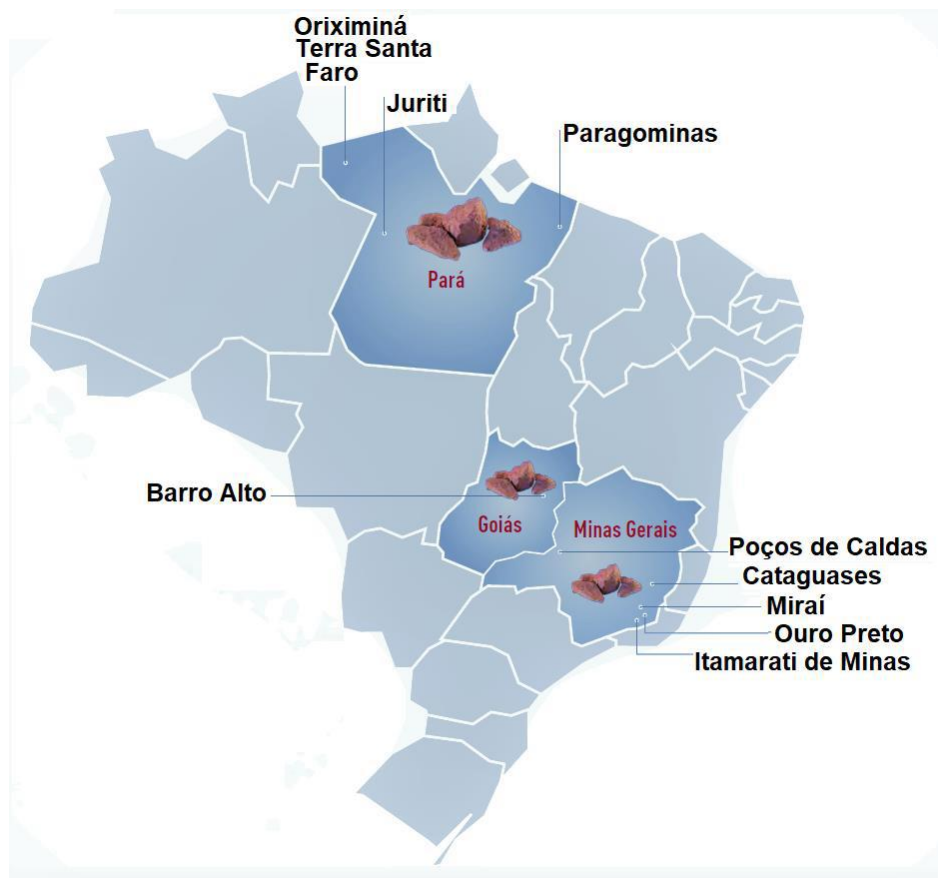 Oriximiná
Terra Santa
Faro
Juriti
Paragominas
Pará
Barro Alto
Goiás
Minas Gerais
Poços de Caldas
Cataguases
Miraí
Ouro Preto
Itamarati de Minas